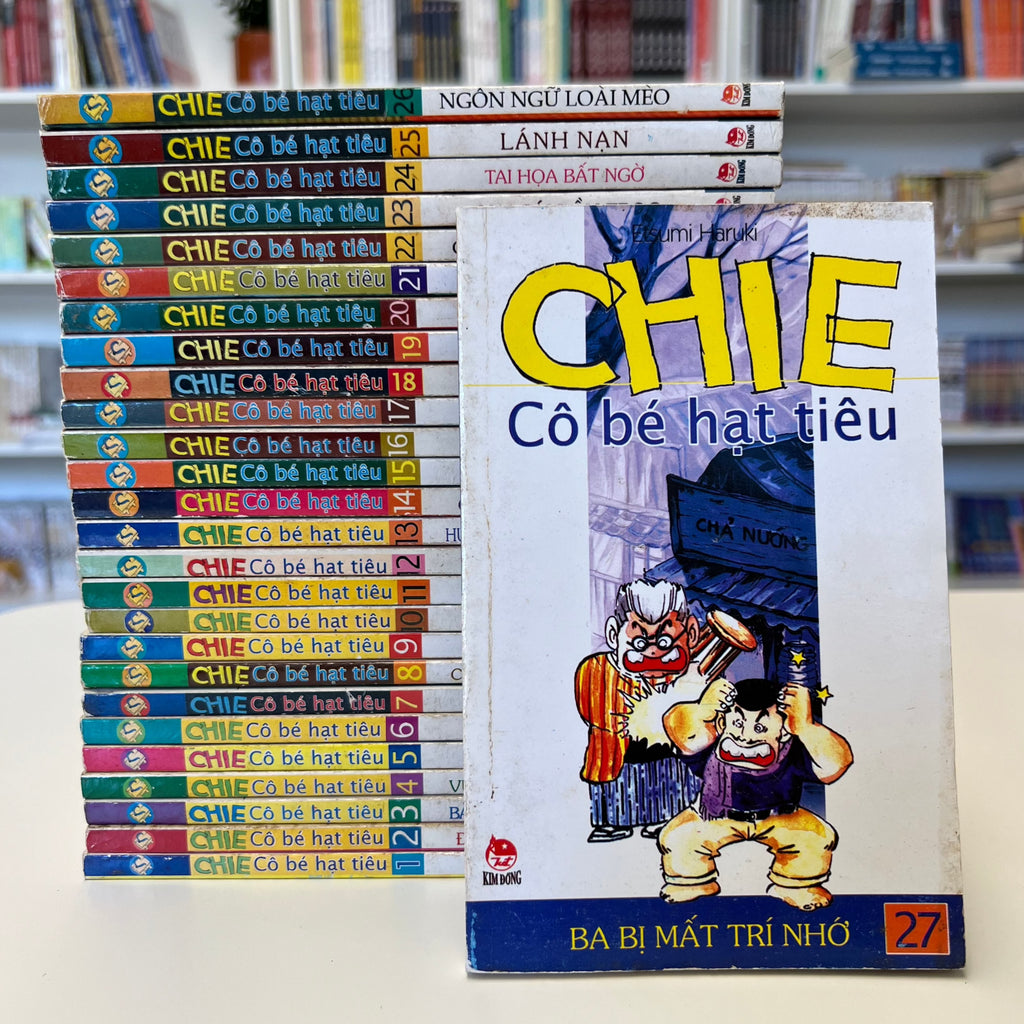 CHIE Cô bé hạt tiêu 26 NGÔN NGỮ LOÀI MÈO KIM ĐỒNG
CHIE Cô bé hạt tiêu 25 LÁNH NẠN KIM ĐỒNG
CHIE Cô bé hạt tiêu 24 TAI HỌA BẤT NGỜ KIM ĐỒNG
CHIE Cô bé hạt tiêu 23
CHIE Cô bé hạt tiêu 22
CHIE Cô bé hạt tiêu 21
CHIE Cô bé hạt tiêu 20
CHIE Cô bé hạt tiêu 19
CHIE Cô bé hạt tiêu 18
CHIE Cô bé hạt tiêu 17
CHIE Cô bé hạt tiêu 16
CHIE Cô bé hạt tiêu 15
CHIE Cô bé hạt tiêu 14
CHIE Cô bé hạt tiêu 13
CHIE Cô bé hạt tiêu 12
CHIE Cô bé hạt tiêu 11
CHIE Cô bé hạt tiêu 10
CHIE Cô bé hạt tiêu 9
CHIE Cô bé hạt tiêu 8
CHIE Cô bé hạt tiêu 7
CHIE Cô bé hạt tiêu 6
CHIE Cô bé hạt tiêu 5
CHIE Cô bé hạt tiêu 4
CHIE Cô bé hạt tiêu 3
CHIE Cô bé hạt tiêu 2
CHIE Cô bé hạt tiêu 1
Etsumi Haruki
CHIE
Cô bé hạt tiêu
CHẢ NƯỚNG
KIM ĐỒNG
BA BỊ MẤT TRÍ NHỚ 27